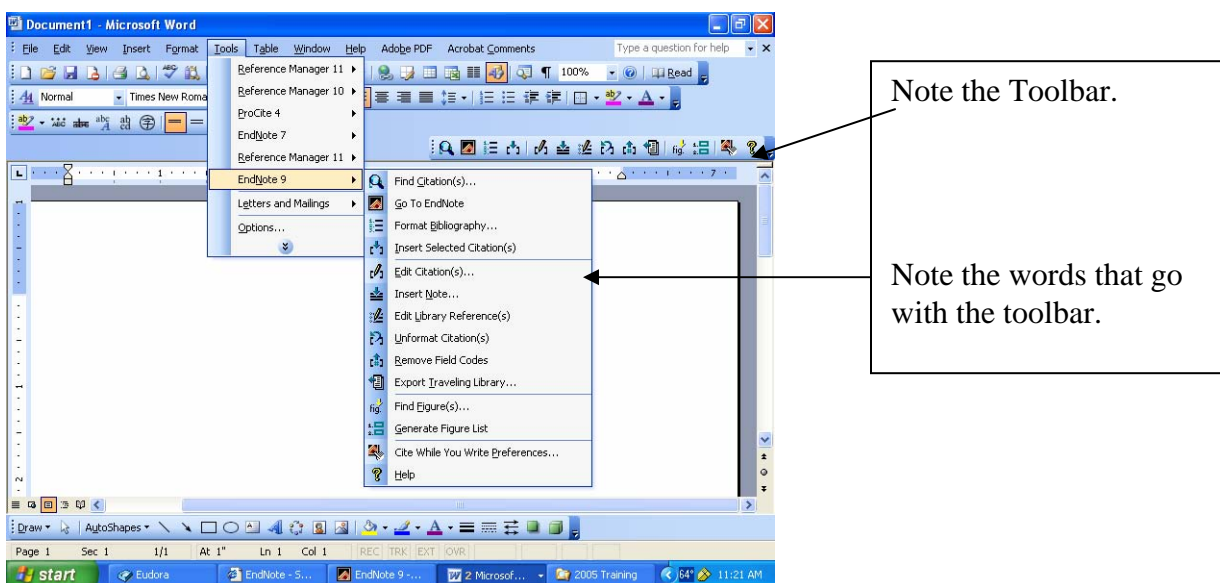 Document1 - Microsoft Word
File Edit View Insert Format Tools Table Window Help Adobe PDF Acrobat Comments Type a question for help
100% Read
Normal Times New Roma
Reference Manager 11
Reference Manager 10
ProCite 4
EndNote 7
Reference Manager 11
EndNote 9
Letters and Mailings
Options...
Find Citation(s)...
Go To EndNote
Format Bibliography...
Insert Selected Citation(s)
Edit Citation(s)...
Insert Note...
Edit Library Reference(s)
Unformat Citation(s)
Remove Field Codes
Export Traveling Library...
Find Figure(s)...
Generate Figure List
Cite While You Write Preferences...
Help
Note the Toolbar.
Note the words that go
with the toolbar.
Draw AutoShapes
Page 1 Sec 1 1/1 At 1" Ln 1 Col 1 REC TRK EXT OVR
start Eudora EndNote - S... EndNote 9 -... 2 Microsof... 2005 Training 64° 11:21 AM